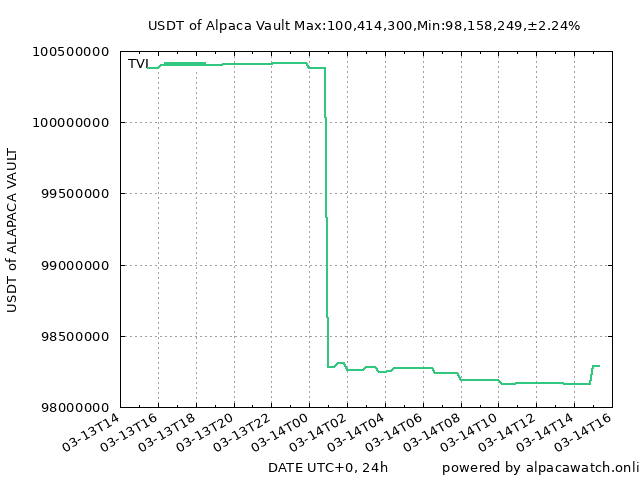 USDT of Alpaca Vault Max:100,414,300,Min:98,158,249,±2.24%
100500000
TVL
100000000
99500000
99000000
98500000
98000000
USDT of ALAPACA VAULT
03-13T14
03-13T16
03-13T18
03-13T20
03-13T22
03-14T00
03-14T02
03-14T04
03-14T06
03-14T08
03-14T10
03-14T12
03-14T14
03-14T16
DATE UTC+0, 24h
powered by alpacawatch.onli